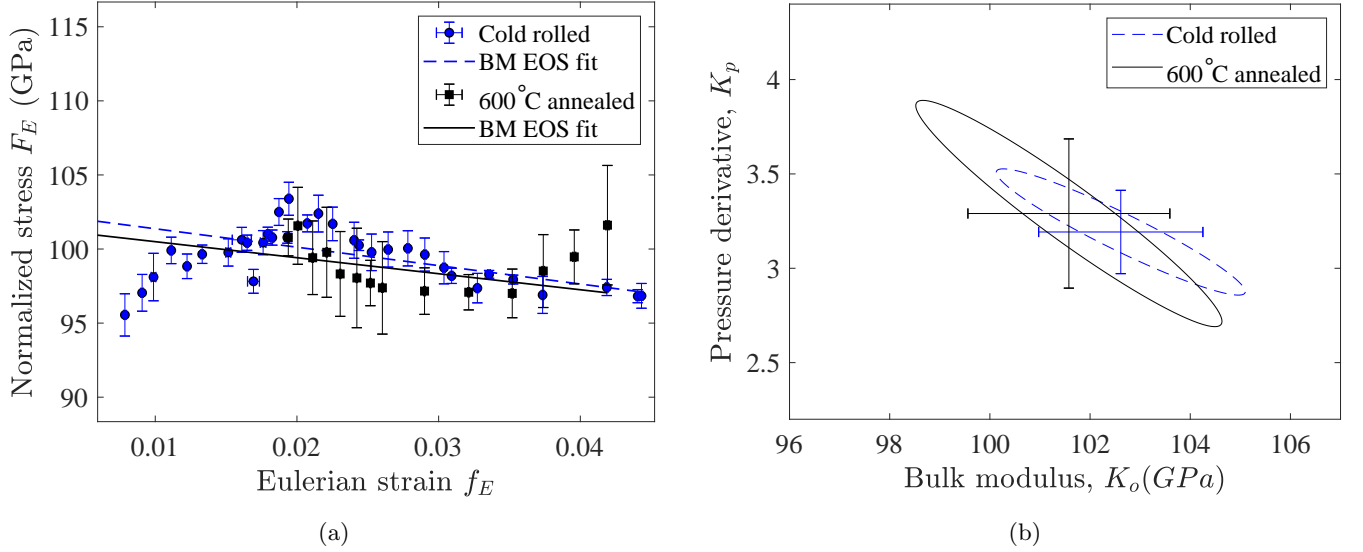 115
110
105
100
95
90
0.01
0.02
0.03
0.04
Normalized stress F_E (GPa)
Eulerian strain f_E
Cold rolled
BM EOS fit
600°C annealed
BM EOS fit
(a)
4
3.5
3
2.5
96
98
100
102
104
106
Pressure derivative, K_p
Bulk modulus, K_o(GPa)
Cold rolled
600°C annealed
(b)